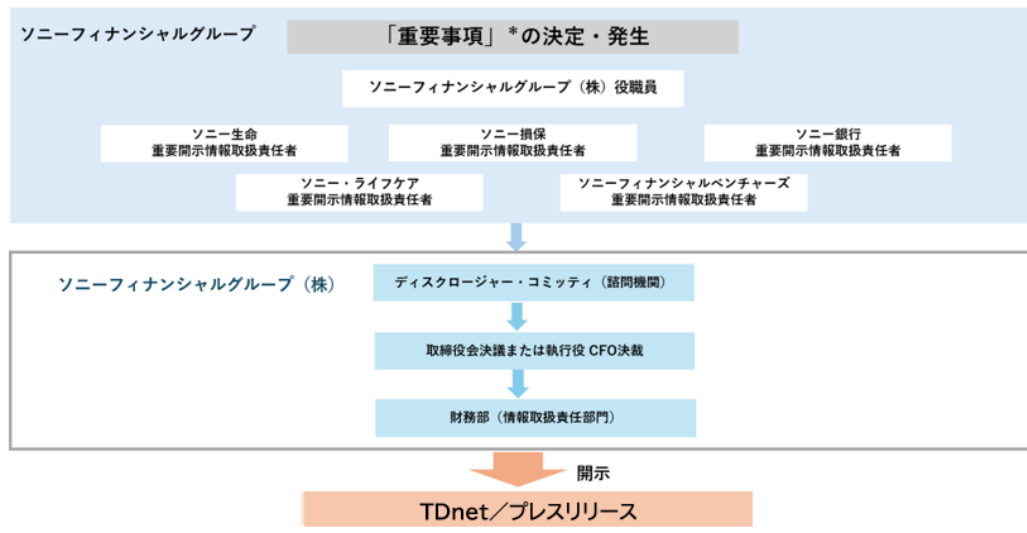 ソニーフィナンシャルグループ
「重要事項」*の決定・発生
ソニーフィナンシャルグループ（株）役職員
ソニー生命
重要開示情報取扱責任者
ソニー損保
重要開示情報取扱責任者
ソニー銀行
重要開示情報取扱責任者
ソニー・ライフケア
重要開示情報取扱責任者
ソニーフィナンシャルベンチャーズ
重要開示情報取扱責任者
ソニーフィナンシャルグループ（株）
ディスクロージャー・コミッティ（諮問機関）
取締役会決議または執行役 CFO決裁
財務部（情報取扱責任部門）
開示
TDnet／プレスリリース